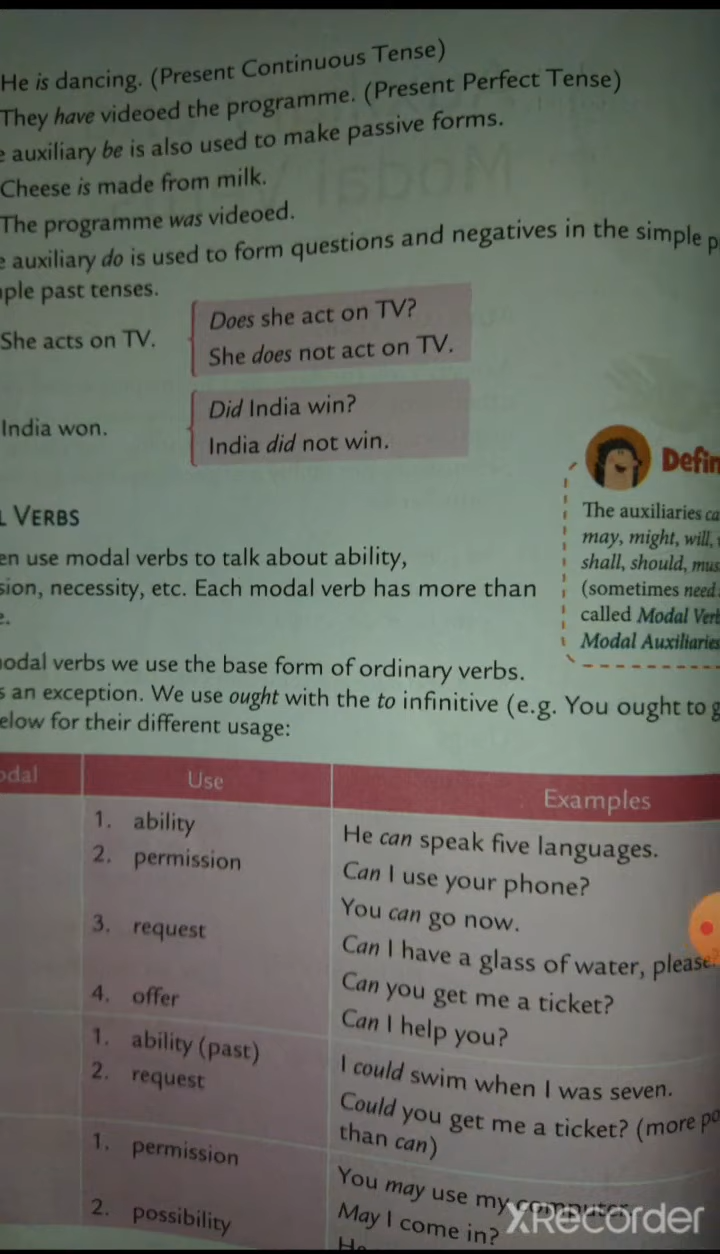 He is dancing. (Present Continuous Tense)
They have videoed the programme. (Present Perfect Tense)
auxiliary be is also used to make passive forms.
Cheese is made from milk.
The programme was videoed.
auxiliary do is used to form questions and negatives in the simple p
ple past tenses.
She acts on TV.
Does she act on TV?
She does not act on TV.
India won.
Did India win?
India did not win.
Defin
The auxiliaries ca
may, might, will,
shall, should, mus
(sometimes need
called Modal Verb
Modal Auxiliaries
L VERBS
en use modal verbs to talk about ability,
sion, necessity, etc. Each modal verb has more than
e.
odal verbs we use the base form of ordinary verbs.
s an exception. We use ought with the to infinitive (e.g. You ought to g
elow for their different usage:
odal Use Examples
1. ability
He can speak five languages.
2. permission
Can I use your phone?
You can go now.
3. request
Can I have a glass of water, please?
Can you get me a ticket?
4. offer
Can I help you?
1. ability (past)
I could swim when I was seven.
2. request
Could you get me a ticket? (more po
than can)
1. permission
You may use my computer.
May I come in?
2. possibility
He
XRecorder